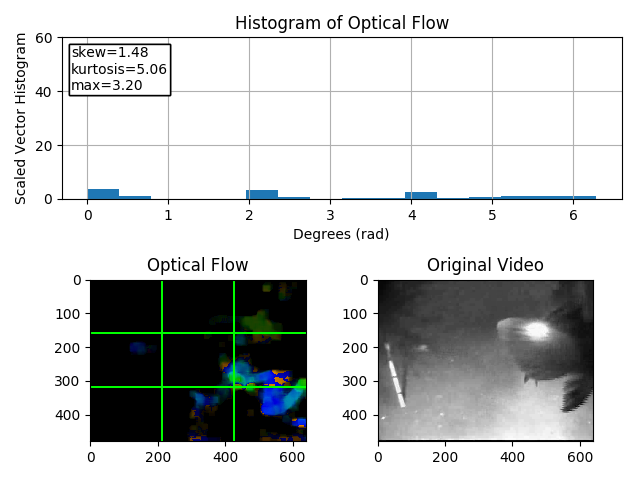 Histogram of Optical Flow
Scaled Vector Histogram
60
40
20
0
skew=1.48
kurtosis=5.06
max=3.20
0 1 2 3 4 5 6
Degrees (rad)
Optical Flow
0
100
200
300
400
0 200 400 600
Original Video
0
100
200
300
400
0 200 400 600